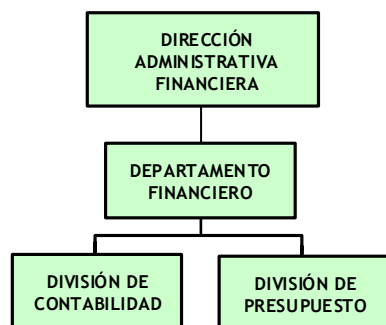 DIRECCIÓN
ADMINISTRATIVA
FINANCIERA
DEPARTAMENTO
FINANCIERO
DIVISIÓN DE
CONTABILIDAD
DIVISIÓN DE
PRESUPUESTO